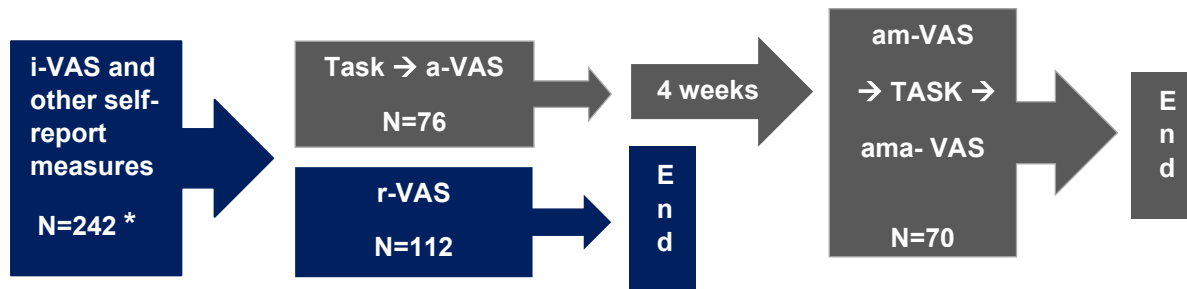 i-VAS and
other self-
report
measures
N=242 *
Task → a-VAS
N=76
r-VAS
N=112
4 weeks
E
n
d
am-VAS
→ TASK →
ama- VAS
N=70
E
n
d